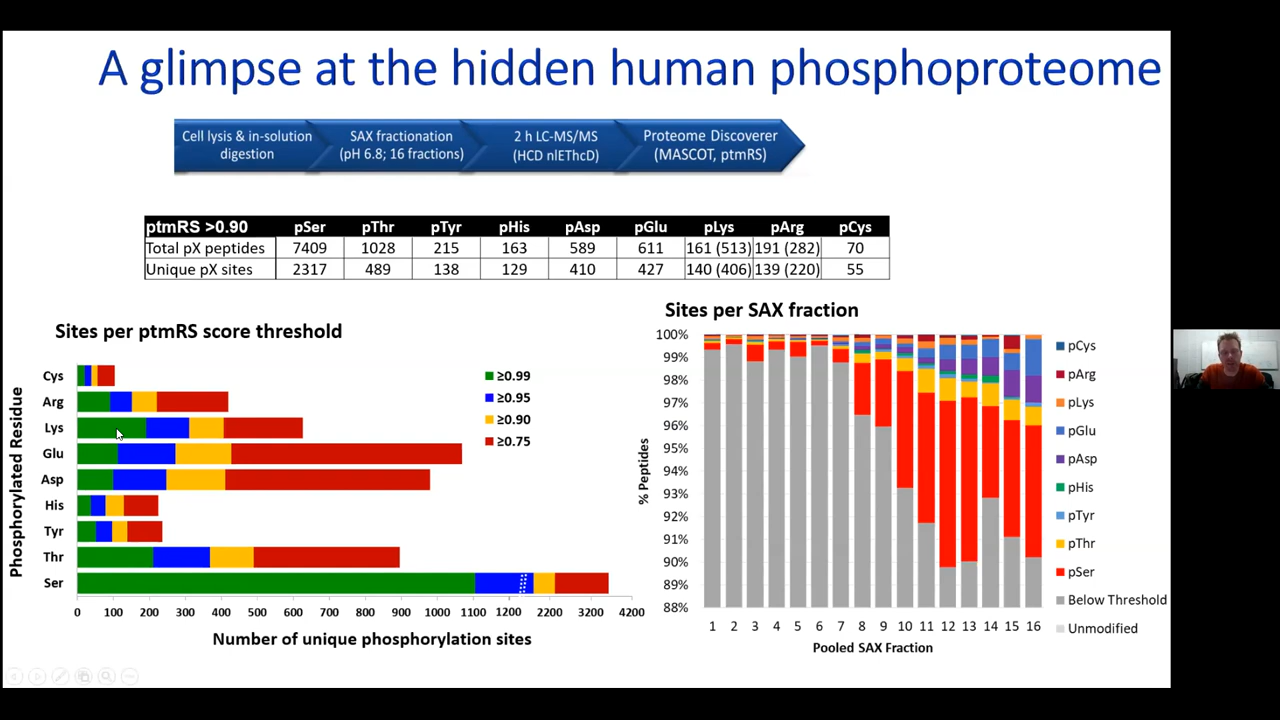 A glimpse at the hidden human phosphoproteome
Cell lysis & in-solution
digestion
SAX fractionation
(pH 6.8; 16 fractions)
2 h LC-MS/MS
(HCD nlEThcD)
Proteome Discoverer
(MASCOT, ptmRS)
ptmRS >0.90 pSer pThr pTyr pHis pAsp pGlu pLys pArg pCys
Total pX peptides 7409 1028 215 163 589 611 161 (513) 191 (282) 70
Unique pX sites 2317 489 138 129 410 427 140 (406) 139 (220) 55
Sites per ptmRS score threshold
Phosphorylated Residue
Cys
Arg
Lys
Glu
Asp
His
Tyr
Thr
Ser
≥0.99
≥0.95
≥0.90
≥0.75
0 100 200 300 400 500 600 700 800 900 1000 1100 1200 2200 3200 4200
Number of unique phosphorylation sites
Sites per SAX fraction
% Peptides
100%
99%
98%
97%
96%
95%
94%
93%
92%
91%
90%
89%
88%
1 2 3 4 5 6 7 8 9 10 11 12 13 14 15 16
Pooled SAX Fraction
pCys
pArg
pLys
pGlu
pAsp
pHis
pTyr
pThr
pSer
Below Threshold
Unmodified